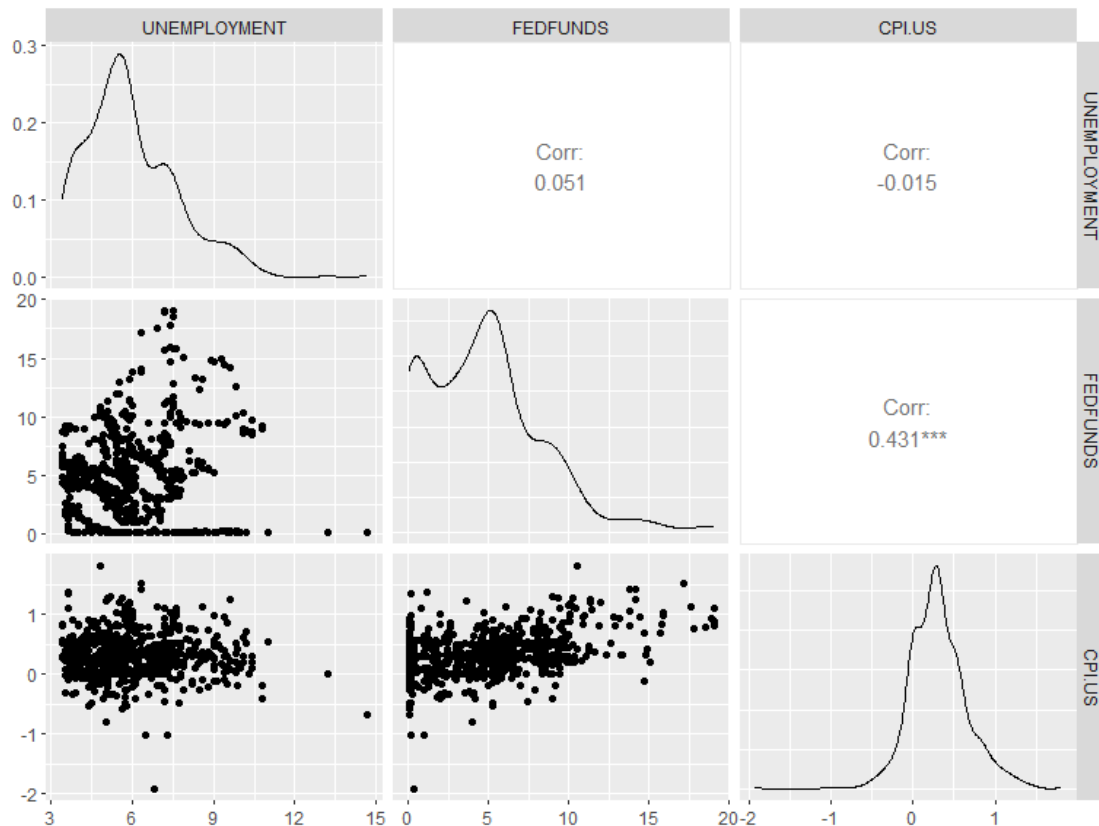 UNEMPLOYMENT FEDFUNDS CPI.US
0.3
0.2
0.1
0.0
Corr:
0.051
Corr:
-0.015
UNEMPLOYMENT
20
15
10
5
0
Corr:
0.431***
FEDFUNDS
1
0
-1
-2
CPI.US
3 6 9 12 15 0 5 10 15 20 -2 -1 0 1